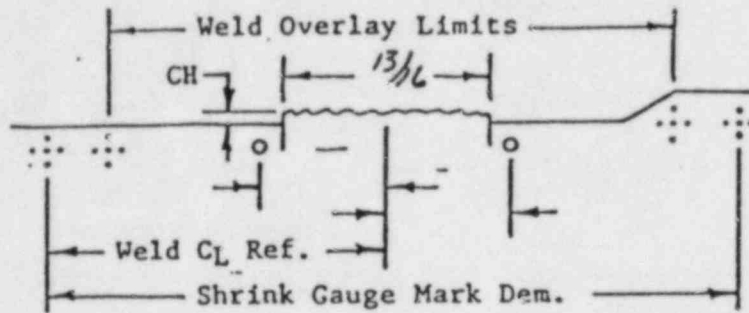 Weld Overlay Limits
CH 13/16
Weld CL Ref.
Shrink Gauge Mark Dem.